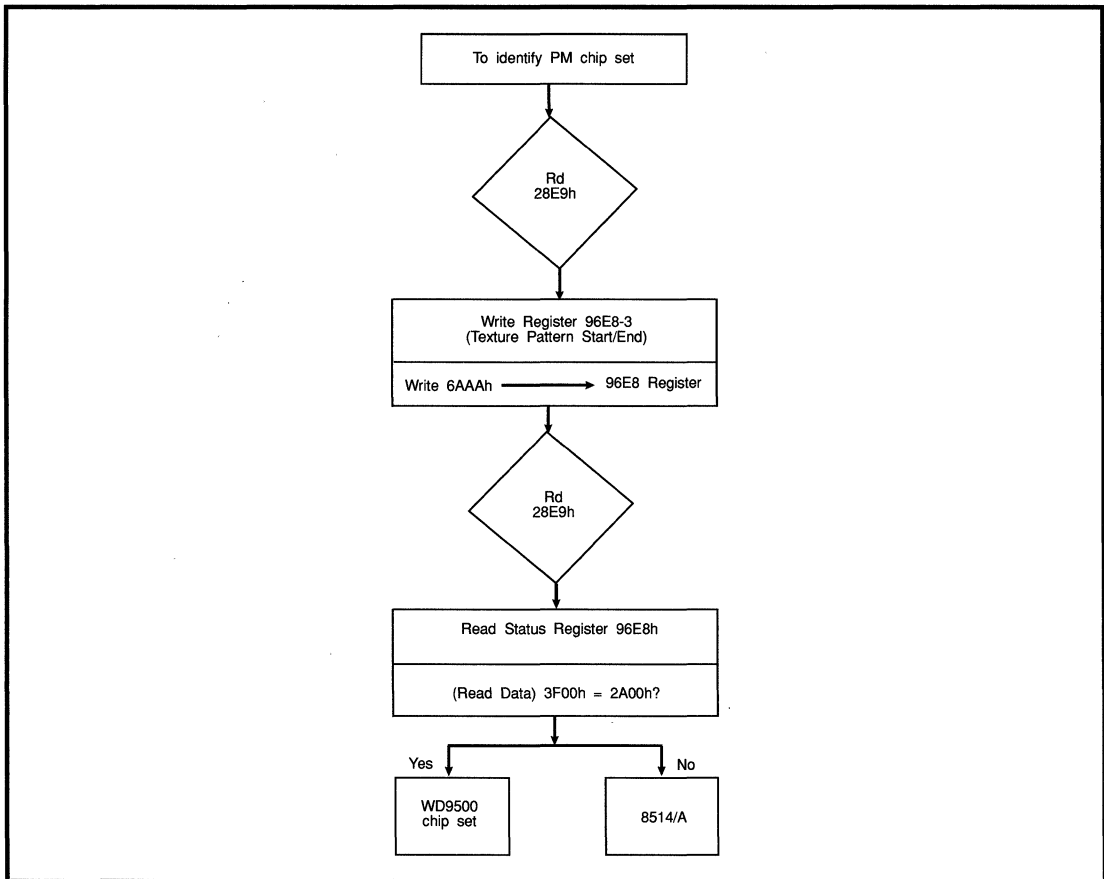 To identify PM chip set
Rd
28E9h
Write Register 96E8-3
(Texture Pattern Start/End)
Write 6AAAh 96E8 Register
Rd
28E9h
Read Status Register 96E8h
(Read Data) 3F00h = 2A00h?
Yes No
WD9500
chip set
8514/A